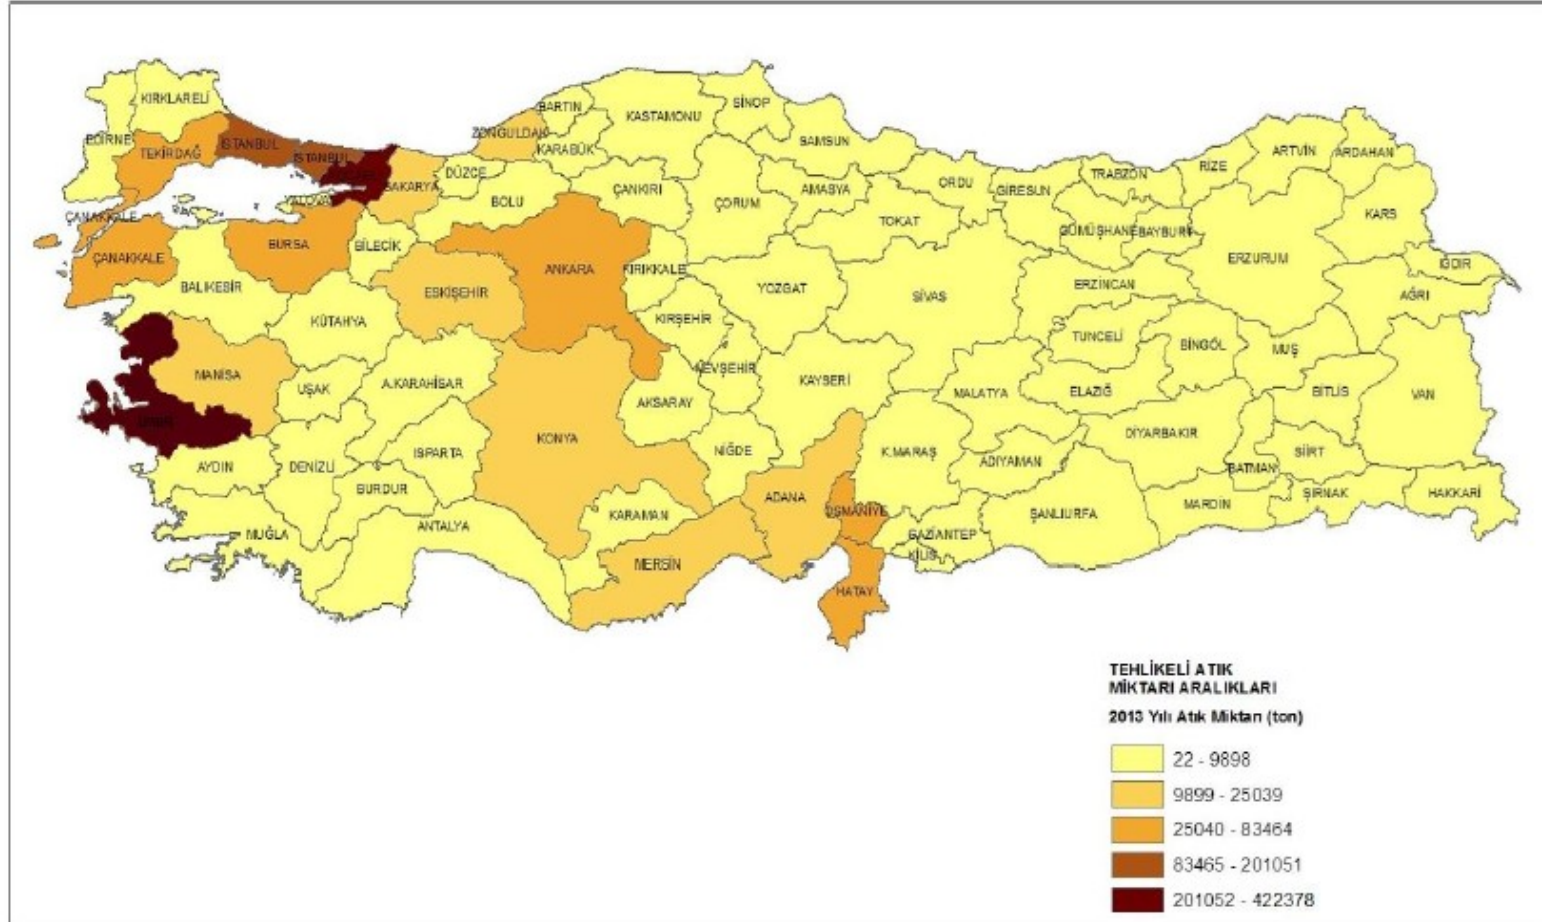 KIRKLARELİ
EDİRNE
TEKİRDAĞ
İSTANBUL
İSTANBUL
YALOVA
SAKARYA
DÜZCE
ZONGULDAK
BARTIN
KARABÜK
KASTAMONU
SİNOP
SAMSUN
ORDU
GİRESUN
TRABZON
RİZE
ARTVİN
ARDAHAN
ÇANAKKALE
ÇANAKKALE
BURSA
BİLECİK
BOLU
ÇANKIRI
ÇORUM
AMASYA
TOKAT
GÜMÜŞHANE
BAYBURT
ERZURUM
KARS
IĞDIR
AĞRI
BALIKESİR
ESKİŞEHİR
ANKARA
KIRIKKALE
YOZGAT
SİVAS
ERZİNCAN
KÜTAHYA
KIRŞEHİR
TUNCELİ
BİNGÖL
MUŞ
MANİSA
UŞAK
A.KARAHİSAR
NEVŞEHİR
AKSARAY
KAYSERİ
MALATYA
ELAZIĞ
BİTLİS
VAN
İZMİR
AYDIN
DENİZLİ
ISPARTA
BURDUR
KONYA
NİĞDE
K.MARAŞ
ADIYAMAN
DİYARBAKIR
BATMAN
SİİRT
ŞIRNAK
HAKKARİ
MARDİN
ŞANLIURFA
MUĞLA
ANTALYA
KARAMAN
MERSİN
ADANA
OSMANİYE
GAZİANTEP
KİLİS
HATAY
TEHLİKELİ ATIK
MİKTARI ARALIKLARI
2013 Yılı Atık Miktarı (ton)
22 - 9898
9899 - 25039
25040 - 83464
83465 - 201051
201052 - 422378